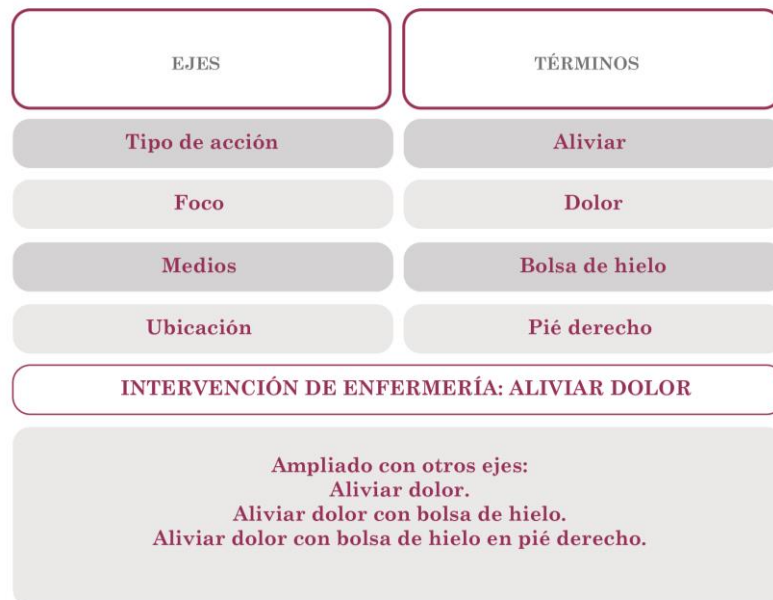 EJES
TÉRMINOS
Tipo de acción
Aliviar
Foco
Dolor
Medios
Bolsa de hielo
Ubicación
Pié derecho
INTERVENCIÓN DE ENFERMERÍA: ALIVIAR DOLOR
Ampliado con otros ejes:
Aliviar dolor.
Aliviar dolor con bolsa de hielo.
Aliviar dolor con bolsa de hielo en pié derecho.